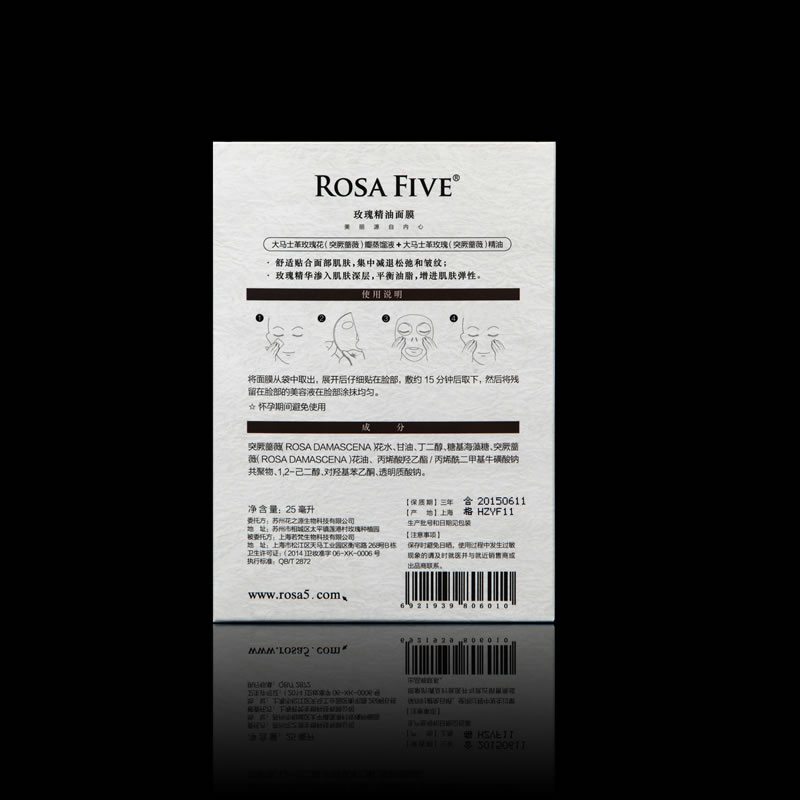 ROSA FIVE®
玫瑰精油面膜
美丽源自内心
大马士革玫瑰花(突厥蔷薇)瓣蒸馏液+大马士革玫瑰(突厥蔷薇)精油
· 舒适贴合面部肌肤,集中减退松弛和皱纹;
· 玫瑰精华渗入肌肤深层,平衡油脂,增进肌肤弹性。
使用说明
1 2 3 4
将面膜从袋中取出,展开后仔细贴在脸部,敷约 15 分钟后取下,然后将残
留在脸部的美容液在脸部涂抹均匀。
☆ 怀孕期间避免使用
成 分
突厥蔷薇( ROSA DAMASCENA )花水、甘油、丁二醇、糖基海藻糖、突厥蔷
薇( ROSA DAMASCENA )花油、丙烯酸羟乙酯 / 丙烯酰二甲基牛磺酸钠
共聚物、1,2-己二醇、对羟基苯乙酮、透明质酸钠。
净含量: 25 毫升
委托方: 苏州花之源生物科技有限公司
地 址: 苏州市相城区太平镇莲港村玫瑰种植园
被委托方: 上海若梵生物科技有限公司
地 址: 上海市松江区天马工业园区衡宅路 268号B栋
卫生许可证: ( 2014 )卫妆准字 06-XK-0006 号
执行标准: QB/T 2872
www.rosa5.com
【保质期】三年 合 20150611
【产 地】上海 格 HZYF11
生产批号和日期见包装
【注意事项】
保存时避免日晒, 使用过程中发生过敏
现象的请及时就医并与就近销售商或
出品商联系。
6 921939 806010